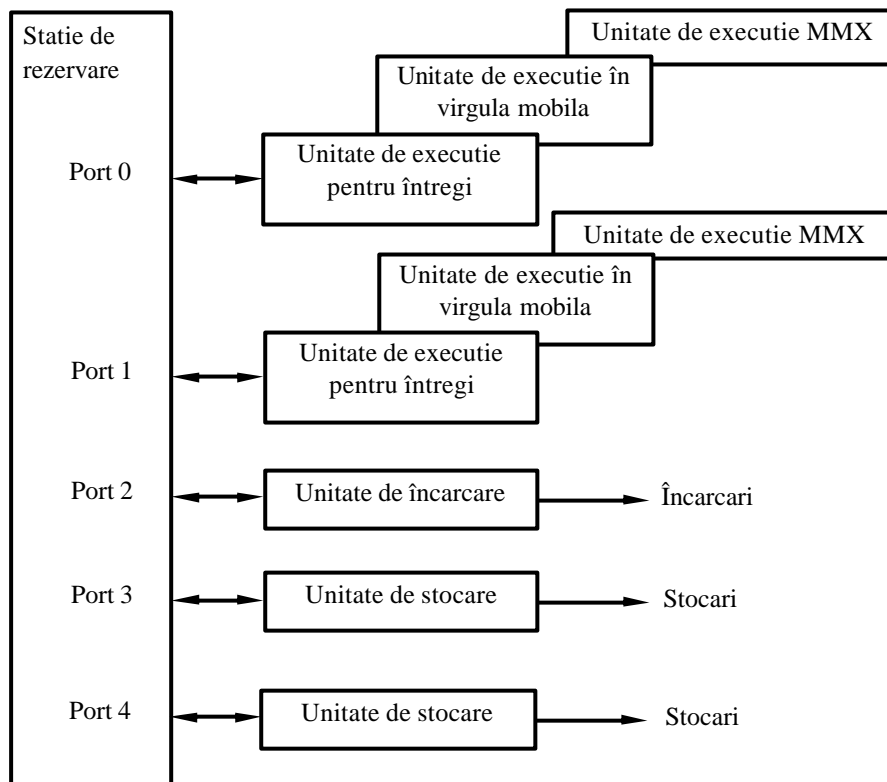 Statie de
rezervare
Unitate de executie MMX
Unitate de executie în
virgula mobila
Port 0
Unitate de executie
pentru întregi
Unitate de executie MMX
Unitate de executie în
virgula mobila
Port 1
Unitate de executie
pentru întregi
Port 2
Unitate de încarcare
Încarcari
Port 3
Unitate de stocare
Stocari
Port 4
Unitate de stocare
Stocari